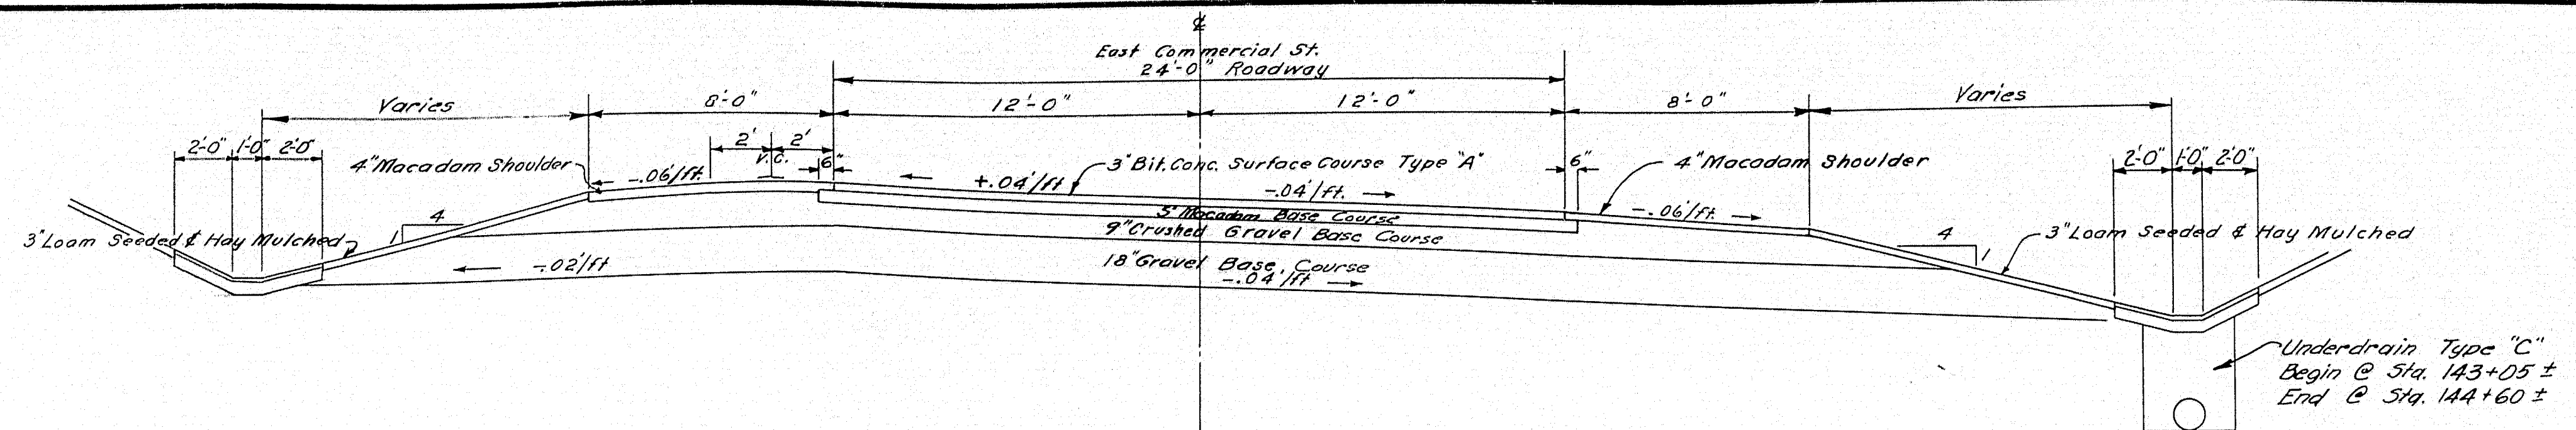 ℄
East Commercial St.
24'-0" Roadway
Varies
8'-0"
12'-0"
12'-0"
8'-0"
Varies
2'-0" 1'-0" 2'-0"
2' 2'
V.C.
6"
6"
2'-0" 1'-0" 2'-0"
4" Macadam Shoulder
-.06/ft.
+.04'/ft
3" Bit. Conc. Surface Course Type "A"
-.04'/ft.
4" Macadam Shoulder
-.06/ft.
5" Macadam Base Course
9" Crushed Gravel Base Course
4
1
3" Loam Seeded & Hay Mulched
4
1
3" Loam Seeded & Hay Mulched
-.02'/ft
18" Gravel Base Course
-.04'/ft
Underdrain Type "C"
Begin @ Sta. 143+05 ±
End @ Sta. 144+60 ±